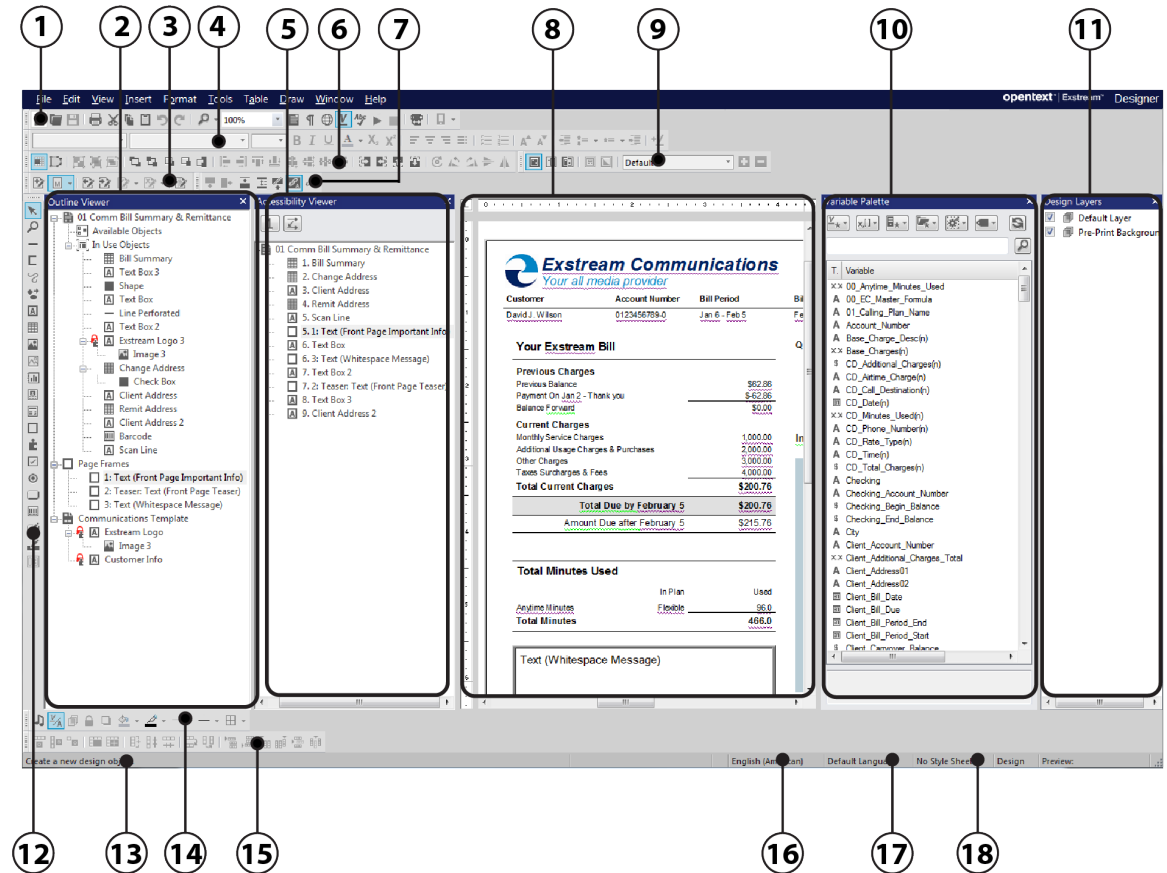 1 2 3 4 5 6 7 8 9 10 11
File Edit View Insert Format Tools Table Draw Window Help
opentext™ | Exstream™ Designer
100%
B I U A X₂ x²
Default
Outline Viewer X
01 Comm Bill Summary & Remittance
Available Objects
In Use Objects
Bill Summary
Text Box 3
Shape
Text Box
Line Perforated
Text Box 2
Exstream Logo 3
Image 3
Change Address
Check Box
Client Address
Remit Address
Client Address 2
Barcode
Scan Line
Page Frames
1: Text (Front Page Important Info)
2: Teaser: Text (Front Page Teaser)
3: Text (Whitespace Message)
Communications Template
Exstream Logo
Image 3
Customer Info
Accessibility Viewer X
01 Comm Bill Summary & Remittance
1. Bill Summary
2. Change Address
3. Client Address
4. Remit Address
5. Scan Line
5. 1: Text (Front Page Important Info
6. Text Box
6. 3: Text (Whitespace Message)
7. Text Box 2
7. 2: Teaser: Text (Front Page Teaser)
8. Text Box 3
9. Client Address 2
Exstream Communications
Your all media provider
Customer Account Number Bill Period Bi
David J. Wilson 0123456789-0 Jan 6 - Feb 5 Fe
Your Exstream Bill Q
Previous Charges
Previous Balance $62.86
Payment On Jan 2 - Thank you $-62.86
Balance Forward $0.00
Current Charges
Monthly Service Charges 1,000.00 In
Additional Usage Charges & Purchases 2,000.00
Other Charges 3,000.00
Taxes Surcharges & Fees 4,000.00
Total Current Charges $200.76
Total Due by February 5 $200.76
Amount Due after February 5 $215.76
Total Minutes Used
In Plan Used
Anytime Minutes Flexible 96.0
Total Minutes 466.0
Text (Whitespace Message)
Variable Palette X
T. Variable
00_Anytime_Minutes_Used
00_EC_Master_Formula
01_Calling_Plan_Name
Account_Number
Base_Charge_Desc(n)
Base_Charges(n)
CD_Additional_Charges(n)
CD_Airtime_Charge(n)
CD_Call_Destination(n)
CD_Date(n)
CD_Minutes_Used(n)
CD_Phone_Number(n)
CD_Rate_Type(n)
CD_Time(n)
CD_Total_Charges(n)
Checking
Checking_Account_Number
Checking_Begin_Balance
Checking_End_Balance
City
Client_Account_Number
Client_Additional_Charges_Total
Client_Address01
Client_Address02
Client_Bill_Date
Client_Bill_Due
Client_Bill_Period_End
Client_Bill_Period_Start
Client_Carryover_Balance
Design Layers X
Default Layer
Pre-Print Backgroun
Create a new design obj English (American) Default Language No Style Sheet Design Preview:
12 13 14 15 16 17 18